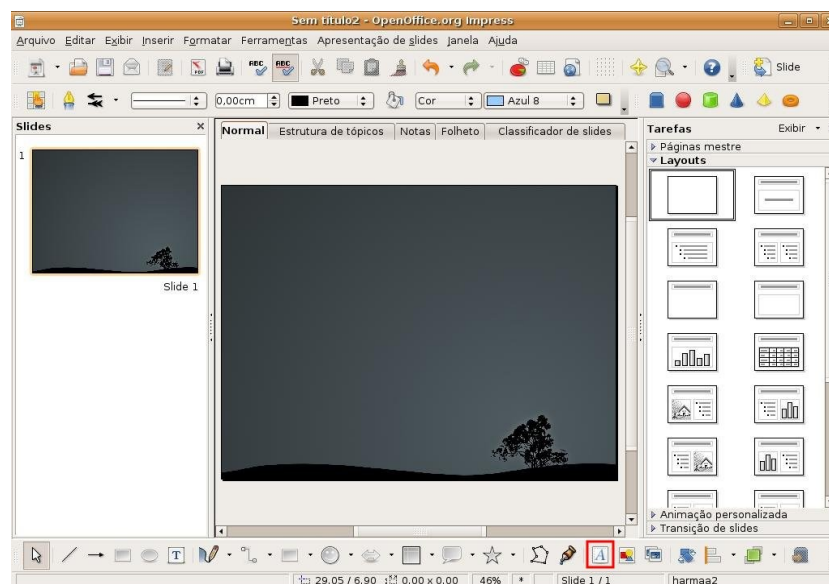 Sem título2 - OpenOffice.org Impress
Arquivo Editar Exibir Inserir Formatar Ferramentas Apresentação de slides Janela Ajuda
PDF ABC ABC Slide
0,00cm Preto Cor Azul 8
Slides
Normal Estrutura de tópicos Notas Folheto Classificador de slides
Tarefas Exibir
Páginas mestre
Layouts
1
Slide 1
Animação personalizada
Transição de slides
T A
29,05 / 6,90 0,00 x 0,00 46% * Slide 1 / 1 harmaa2